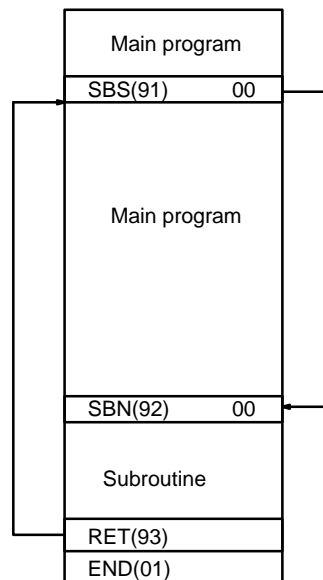 Main program
SBS(91) 00
Main program
SBN(92) 00
Subroutine
RET(93)
END(01)